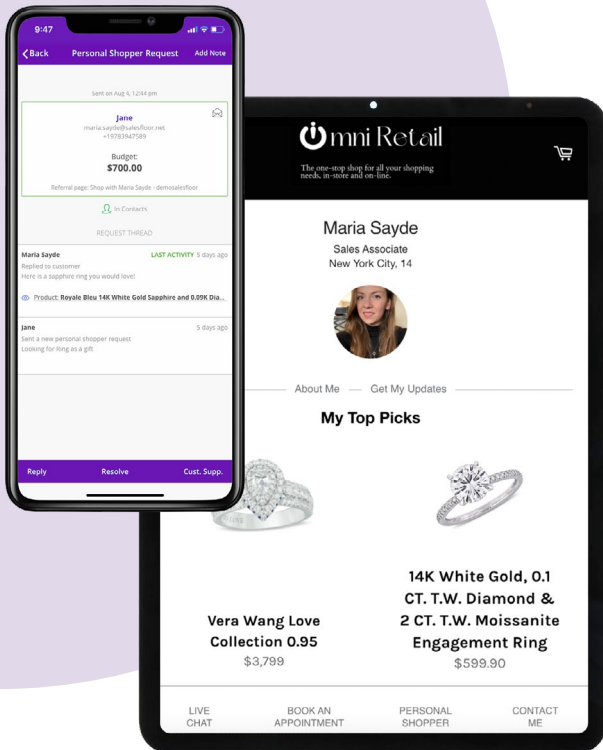 9:47
Back
Personal Shopper Request
Add Note
Sent on Aug 4, 12:44 pm
Jane
maria.sayde@salesfloor.net
+19783947589
Budget:
$700.00
Referral page: Shop with Maria Sayde - demosalesfloor
In Contacts
REQUEST THREAD
Maria Sayde
LAST ACTIVITY 5 days ago
Replied to customer
Here is a sapphire ring you would love!
Product: Royale Bleu 14K White Gold Sapphire and 0.09K Dia...
Jane
5 days ago
Sent a new personal shopper request
Looking for Ring as a gift
Reply
Resolve
Cust. Supp.
Omni Retail
The one-stop shop for all your shopping
needs, in-store and on-line.
Maria Sayde
Sales Associate
New York City, 14
About Me
Get My Updates
My Top Picks
Vera Wang Love
Collection 0.95
$3,799
14K White Gold, 0.1
CT. T.W. Diamond &
2 CT. T.W. Moissanite
Engagement Ring
$599.90
LIVE
CHAT
BOOK AN
APPOINTMENT
PERSONAL
SHOPPER
CONTACT
ME